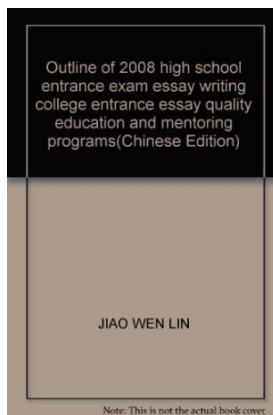 Outline of 2008 high school
entrance exam essay writing
college entrance essay quality
education and mentoring
programs(Chinese Edition)
JIAO WEN LIN
Note: This is not the actual book cover